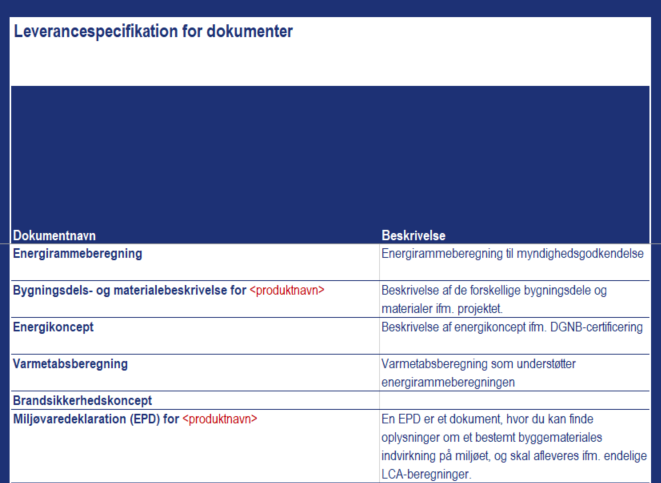 Leverancespecifikation for dokumenter
Dokumentnavn Beskrivelse
Energirammeberegning Energirammeberegning til myndighedsgodkendelse
Bygningsdels- og materialebeskrivelse for <produktnavn> Beskrivelse af de forskellige bygningsdele og
materialer ifm. projektet.
Energikoncept Beskrivelse af energikoncept ifm. DGNB-certificering
Varmetabsberegning Varmetabsberegning som understøtter
energirammeberegningen
Brandsikkerhedskoncept
Miljøvaredeklaration (EPD) for <produktnavn> En EPD er et dokument, hvor du kan finde
oplysninger om et bestemt byggemateriales
indvirkning på miljøet, og skal afleveres ifm. endelige
LCA-beregninger.